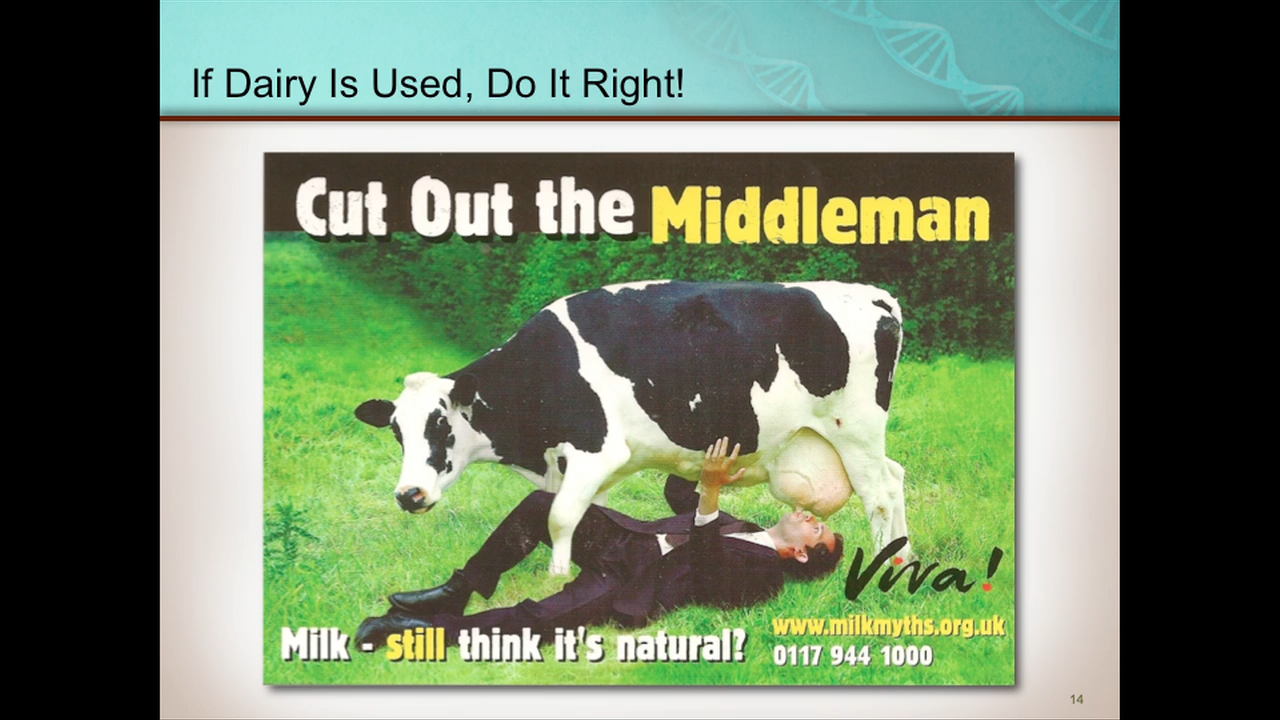 If Dairy Is Used, Do It Right!
Cut Out the Middleman
Viva!
Milk - still think it's natural?
www.milkmyths.org.uk
0117 944 1000
14